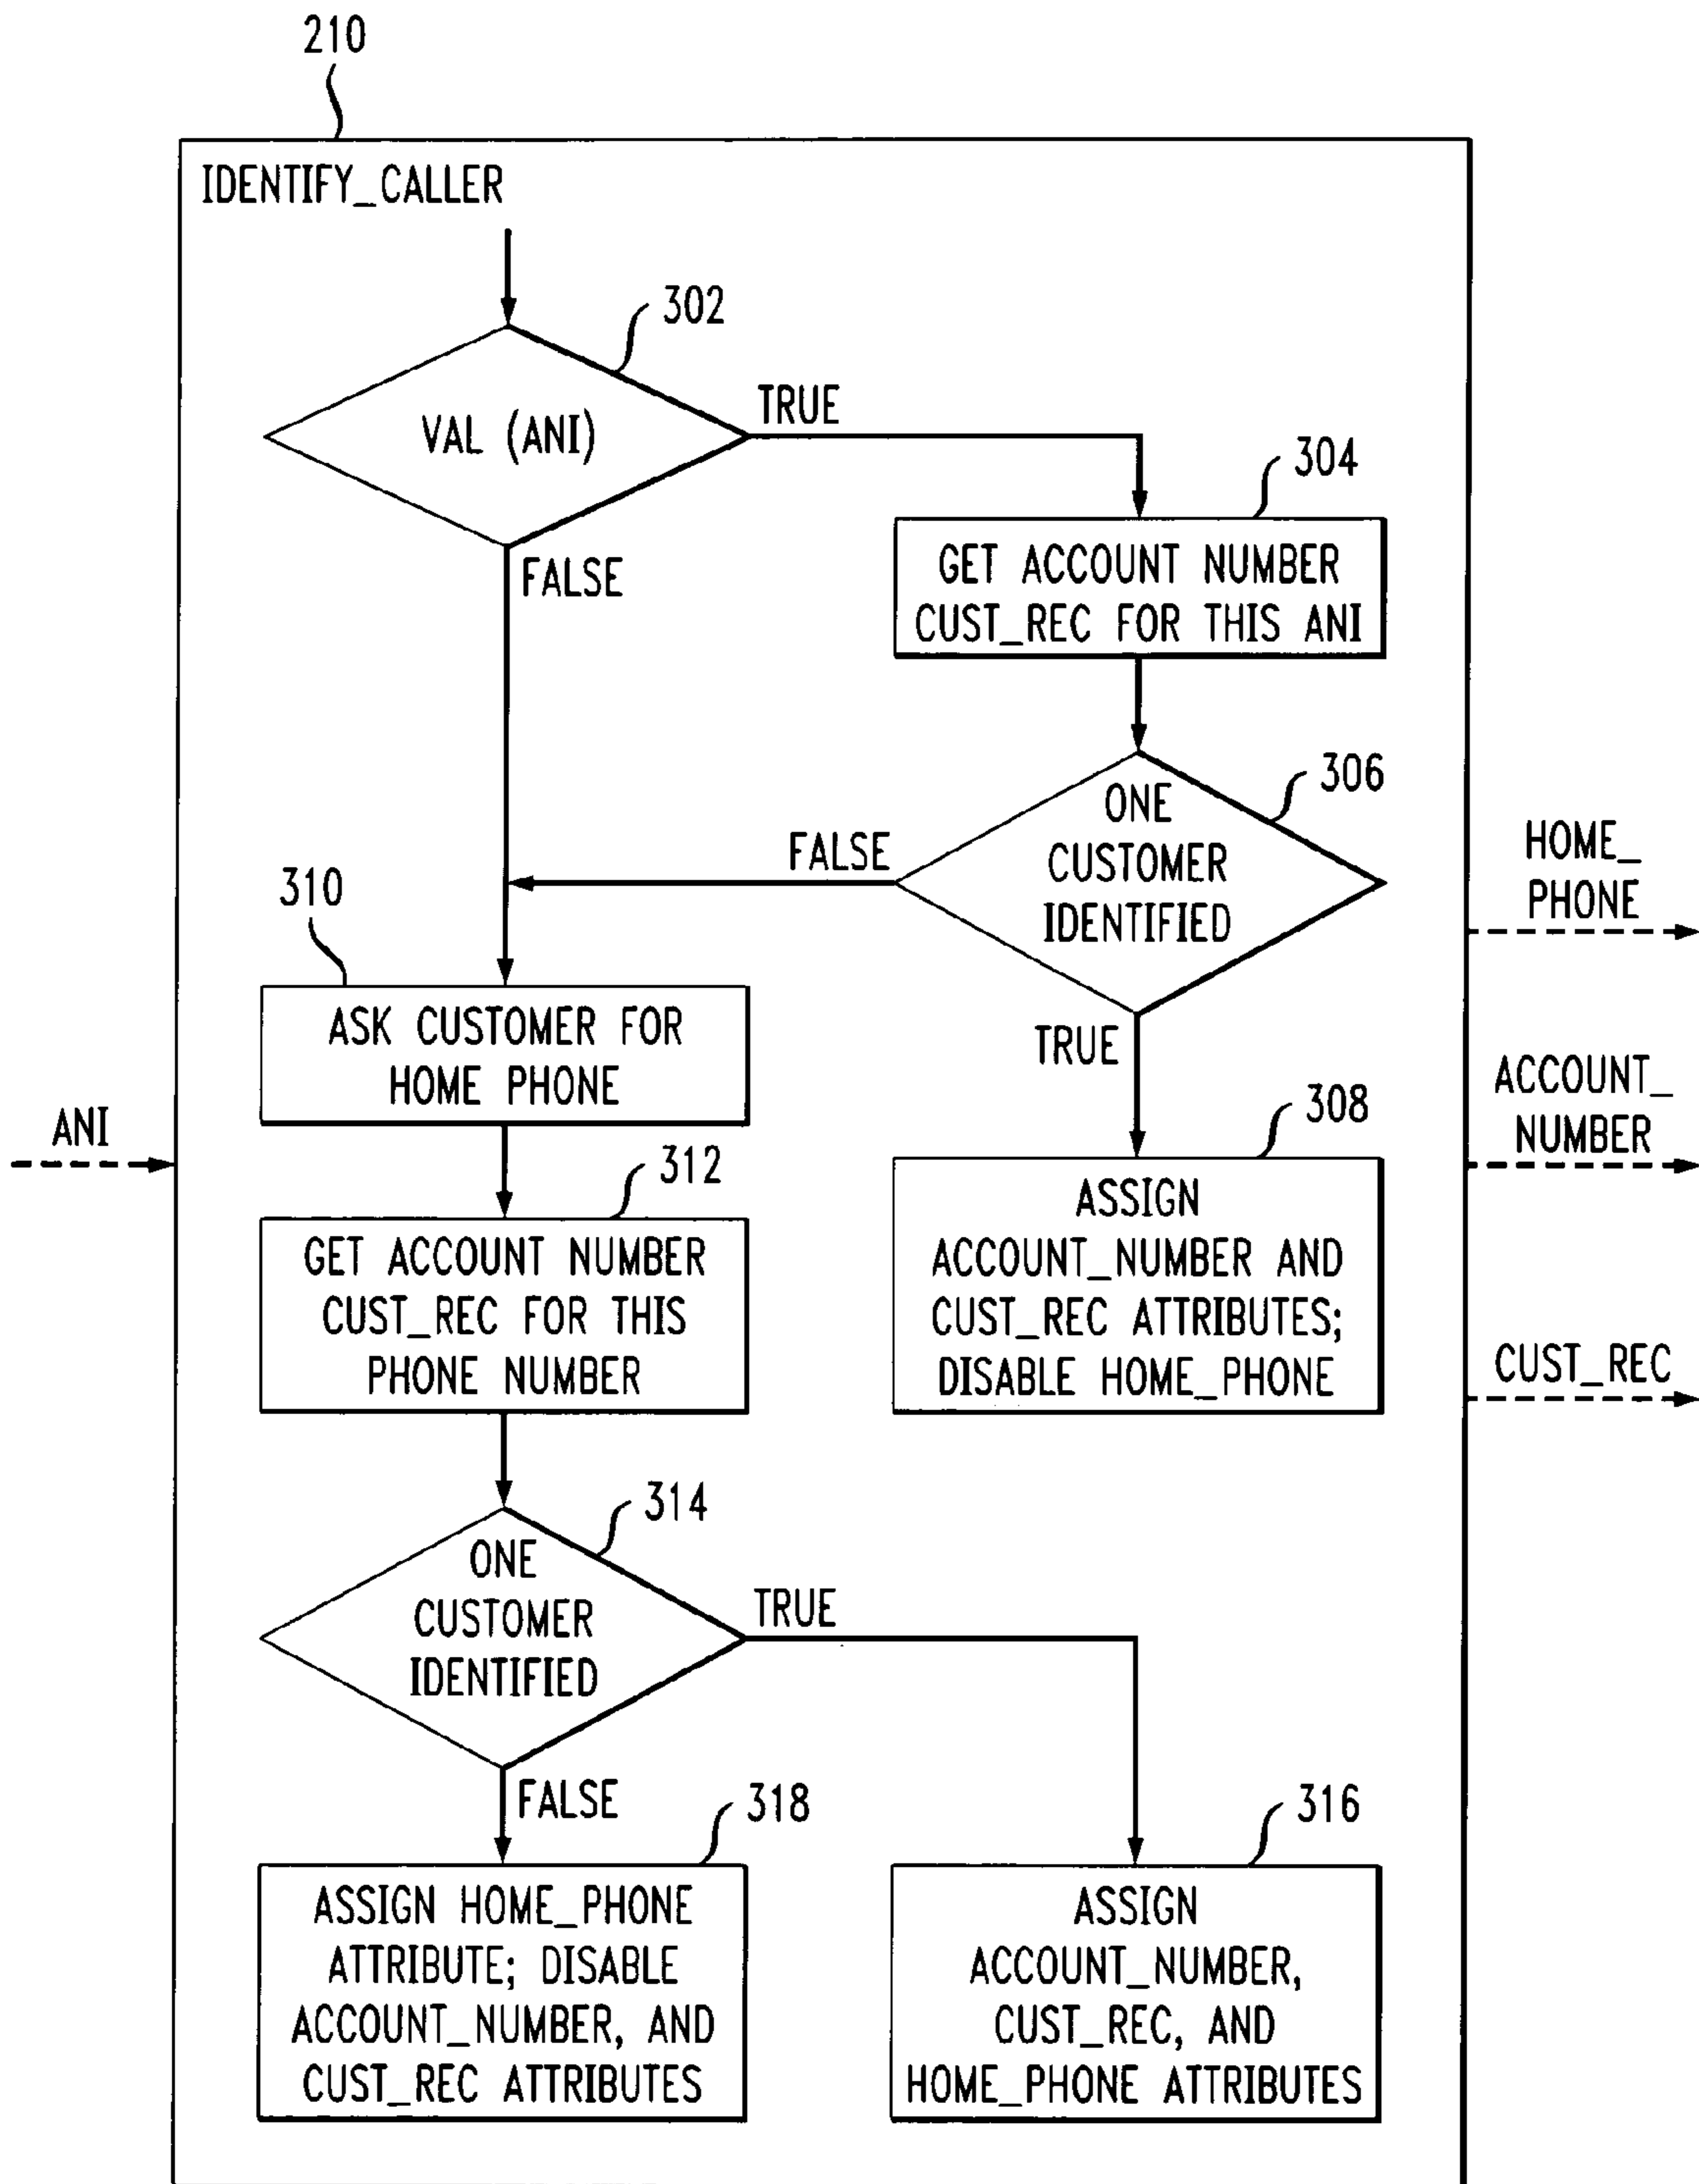 210
IDENTIFY_CALLER
302
VAL (ANI)
TRUE
FALSE
304
GET ACCOUNT NUMBER
CUST_REC FOR THIS ANI
306
ONE
CUSTOMER
IDENTIFIED
FALSE
TRUE
HOME_
PHONE
310
ASK CUSTOMER FOR
HOME PHONE
ANI
ACCOUNT_
NUMBER
308
ASSIGN
ACCOUNT_NUMBER AND
CUST_REC ATTRIBUTES;
DISABLE HOME_PHONE
312
GET ACCOUNT NUMBER
CUST_REC FOR THIS
PHONE NUMBER
CUST_REC
314
ONE
CUSTOMER
IDENTIFIED
TRUE
FALSE
318
ASSIGN HOME_PHONE
ATTRIBUTE; DISABLE
ACCOUNT_NUMBER, AND
CUST_REC ATTRIBUTES
316
ASSIGN
ACCOUNT_NUMBER,
CUST_REC, AND
HOME_PHONE ATTRIBUTES